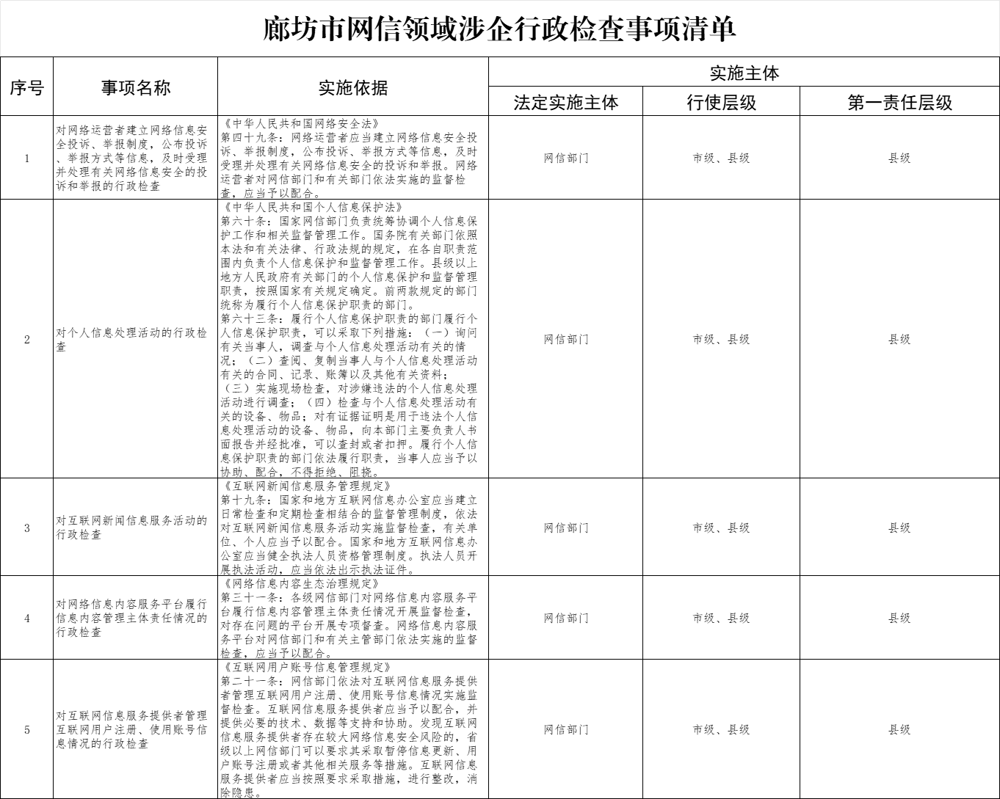 廊坊市网信领域涉企行政检查事项清单
序号
事项名称
实施依据
实施主体
法定实施主体
行使层级
第一责任层级
1
对网络运营者建立网络信息安
全投诉、举报制度，公布投诉
、举报方式等信息，及时受理
并处理有关网络信息安全的投
诉和举报的行政检查
《中华人民共和国网络安全法》
第四十九条：网络运营者应当建立网络信息安全投
诉、举报制度，公布投诉、举报方式等信息，及时
受理并处理有关网络信息安全的投诉和举报。网络
运营者对网信部门和有关部门依法实施的监督检
查，应当予以配合。
网信部门
市级、县级
县级
2
对个人信息处理活动的行政检
查
《中华人民共和国个人信息保护法》
第六十条：国家网信部门负责统筹协调个人信息保
护工作和相关监督管理工作。国务院有关部门依照
本法和有关法律、行政法规的规定，在各自职责范
围内负责个人信息保护和监督管理工作。县级以上
地方人民政府有关部门的个人信息保护和监督管理
职责，按照国家有关规定确定。前两款规定的部门
统称为履行个人信息保护职责的部门。
第六十三条：履行个人信息保护职责的部门履行个
人信息保护职责，可以采取下列措施：（一）询问
有关当事人，调查与个人信息处理活动有关的情
况；（二）查阅、复制当事人与个人信息处理活动
有关的合同、记录、账簿以及其他有关资料；
（三）实施现场检查，对涉嫌违法的个人信息处理
活动进行调查；（四）检查与个人信息处理活动有
关的设备、物品；对有证据证明是用于违法个人信
息处理活动的设备、物品，向本部门主要负责人书
面报告并经批准，可以查封或者扣押。履行个人信
息保护职责的部门依法履行职责，当事人应当予以
协助、配合，不得拒绝、阻挠。
网信部门
市级、县级
县级
3
对互联网新闻信息服务活动的
行政检查
《互联网新闻信息服务管理规定》
第十九条：国家和地方互联网信息办公室应当建立
日常检查和定期检查相结合的监督管理制度，依法
对互联网新闻信息服务活动实施监督检查，有关单
位、个人应当予以配合。国家和地方互联网信息办
公室应当健全执法人员资格管理制度。执法人员开
展执法活动，应当依法出示执法证件。
网信部门
市级、县级
县级
4
对网络信息内容服务平台履行
信息内容管理主体责任情况的
行政检查
《网络信息内容生态治理规定》
第三十一条：各级网信部门对网络信息内容服务平
台履行信息内容管理主体责任情况开展监督检查，
对存在问题的平台开展专项督查。网络信息内容服
务平台对网信部门和有关主管部门依法实施的监督
检查，应当予以配合。
网信部门
市级、县级
县级
5
对互联网信息服务提供者管理
互联网用户注册、使用账号信
息情况的行政检查
《互联网用户账号信息管理规定》
第二十一条：网信部门依法对互联网信息服务提供
者管理互联网用户注册、使用账号信息情况实施监
督检查。互联网信息服务提供者应当予以配合，并
提供必要的技术、数据等支持和协助。发现互联网
信息服务提供者存在较大网络信息安全风险的，省
级以上网信部门可以要求其采取暂停信息更新、用
户账号注册或者其他相关服务等措施。互联网信息
服务提供者应当按照要求采取措施，进行整改，消
除隐患。
网信部门
市级、县级
县级